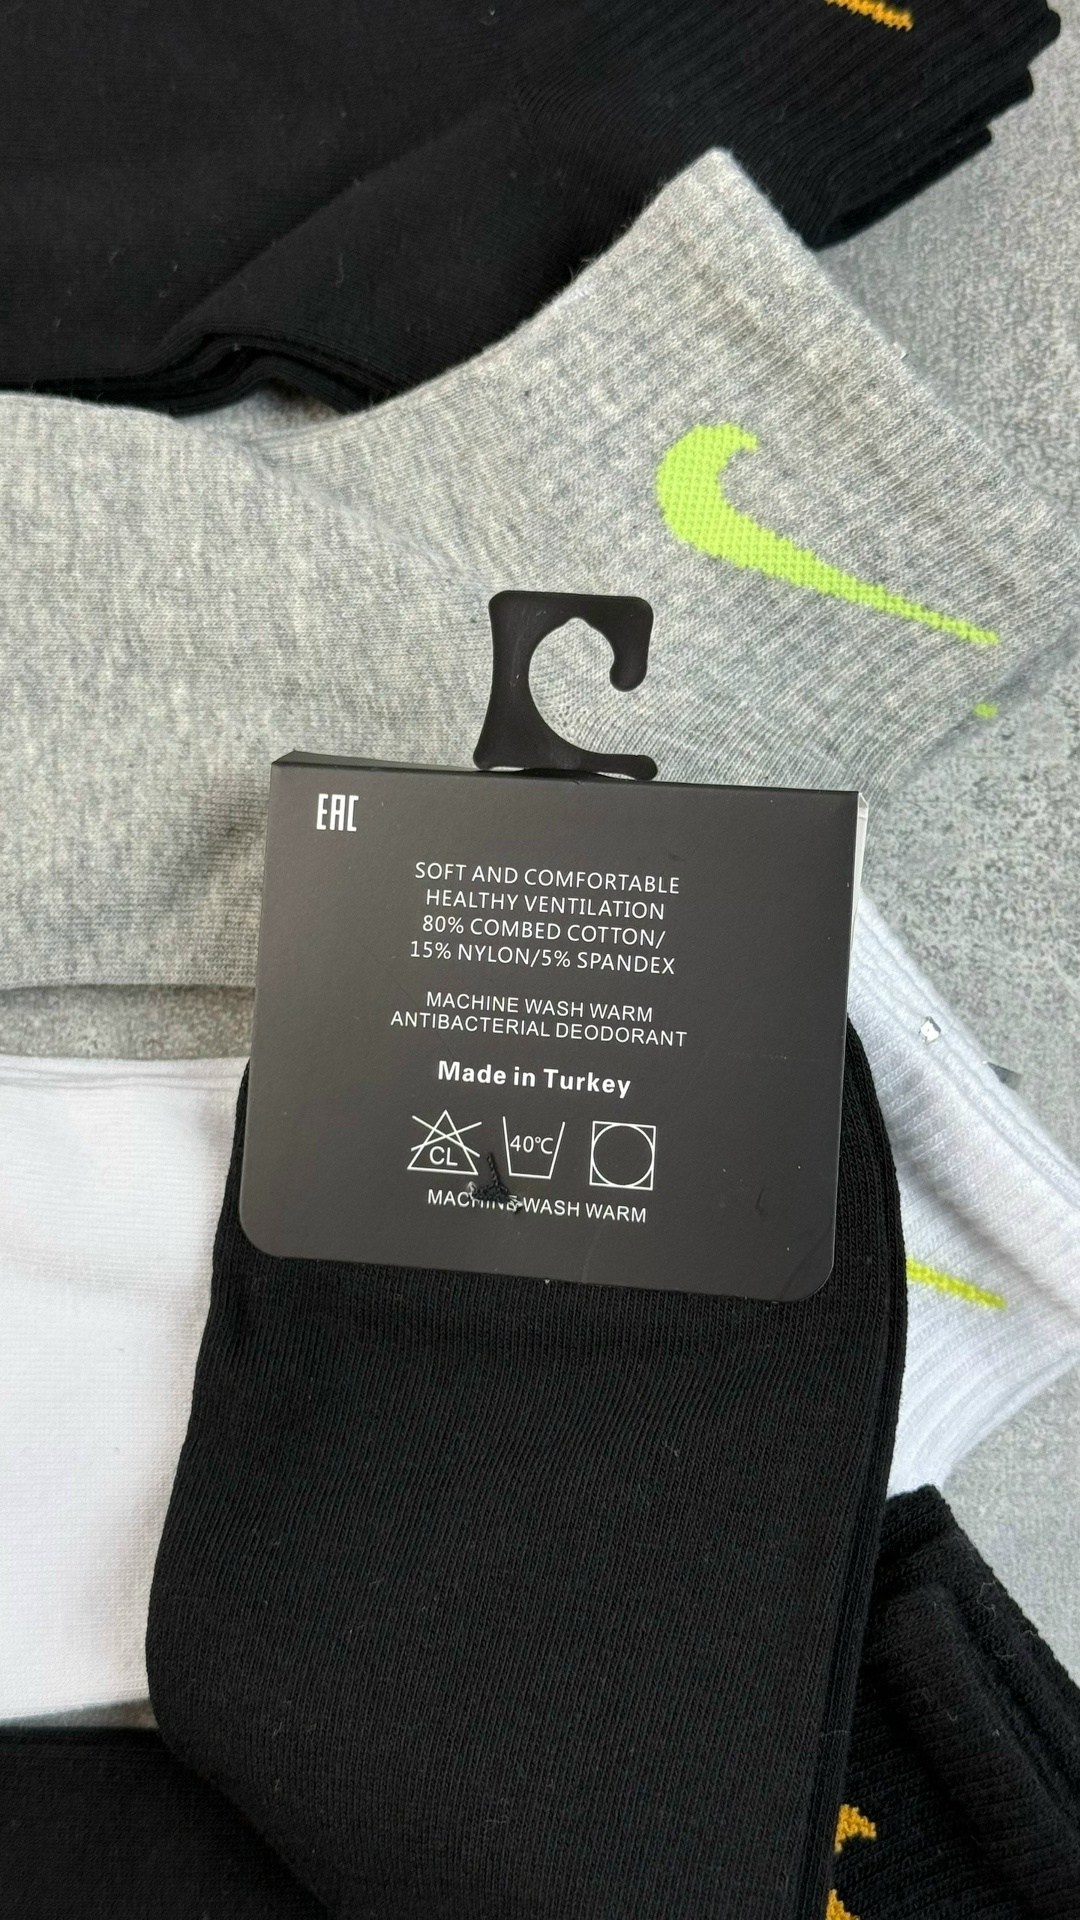 EAC
SOFT AND COMFORTABLE
HEALTHY VENTILATION
80% COMBED COTTON/
15% NYLON/5% SPANDEX
MACHINE WASH WARM
ANTIBACTERIAL DEODORANT
Made in Turkey
CL 40°C
MACHINE WASH WARM